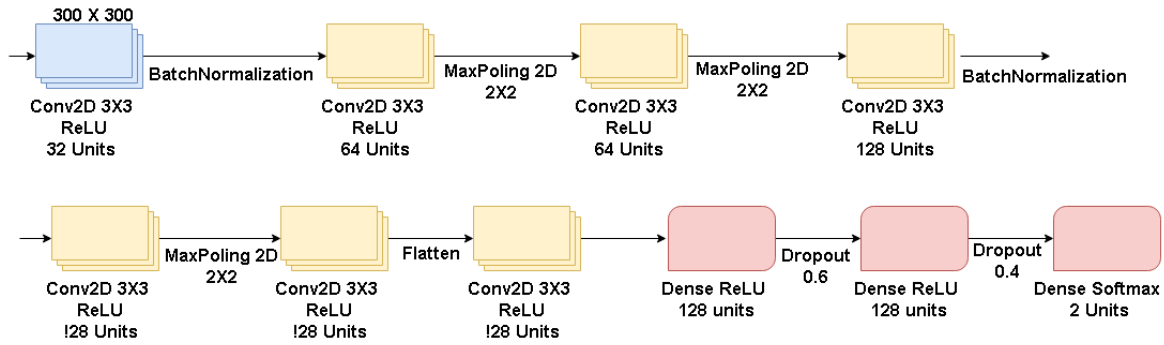 300 X 300
BatchNormalization
MaxPoling 2D
2X2
MaxPoling 2D
2X2
BatchNormalization
Conv2D 3X3
ReLU
32 Units
Conv2D 3X3
ReLU
64 Units
Conv2D 3X3
ReLU
64 Units
Conv2D 3X3
ReLU
128 Units
MaxPoling 2D
2X2
Flatten
Dropout
0.6
Dropout
0.4
Conv2D 3X3
ReLU
!28 Units
Conv2D 3X3
ReLU
!28 Units
Conv2D 3X3
ReLU
!28 Units
Dense ReLU
128 units
Dense ReLU
128 units
Dense Softmax
2 Units